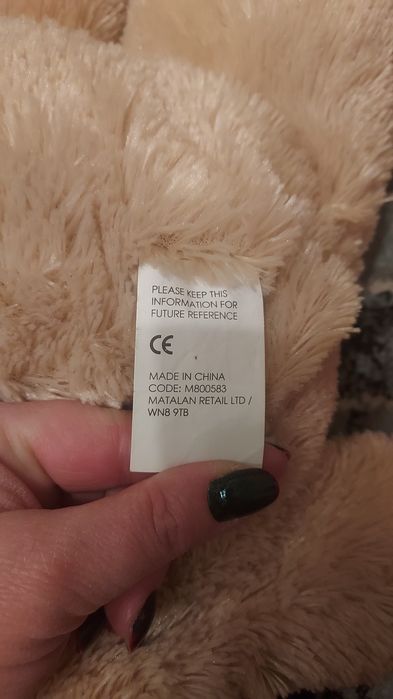 PLEASE KEEP THIS
INFORMATION FOR
FUTURE REFERENCE
CE
MADE IN CHINA
CODE: M800583
MATALAN RETAIL LTD /
WN8 9TB